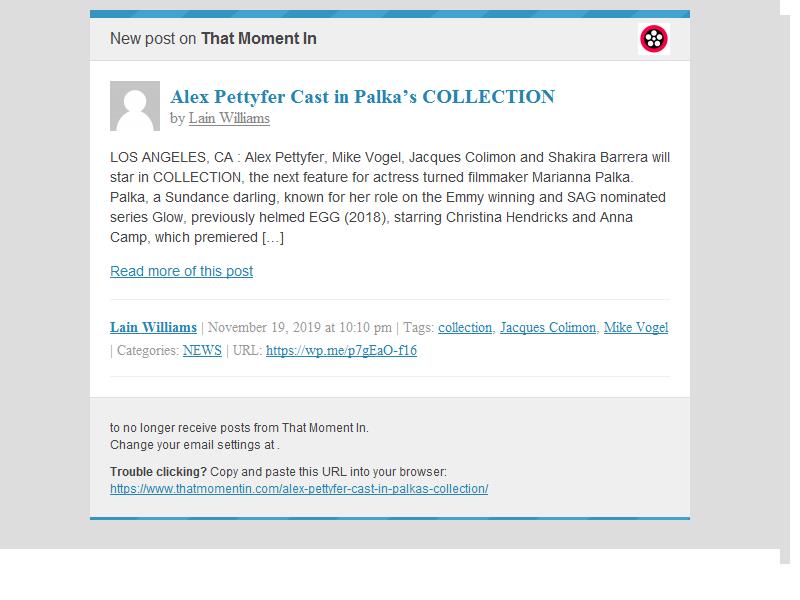 New post on That Moment In
Alex Pettyfer Cast in Palka’s COLLECTION
by Lain Williams
LOS ANGELES, CA : Alex Pettyfer, Mike Vogel, Jacques Colimon and Shakira Barrera will
star in COLLECTION, the next feature for actress turned filmmaker Marianna Palka.
Palka, a Sundance darling, known for her role on the Emmy winning and SAG nominated
series Glow, previously helmed EGG (2018), starring Christina Hendricks and Anna
Camp, which premiered […]
Read more of this post
Lain Williams | November 19, 2019 at 10:10 pm | Tags: collection, Jacques Colimon, Mike Vogel
| Categories: NEWS | URL: https://wp.me/p7gEaO-f16
to no longer receive posts from That Moment In.
Change your email settings at .
Trouble clicking? Copy and paste this URL into your browser:
https://www.thatmomentin.com/alex-pettyfer-cast-in-palkas-collection/